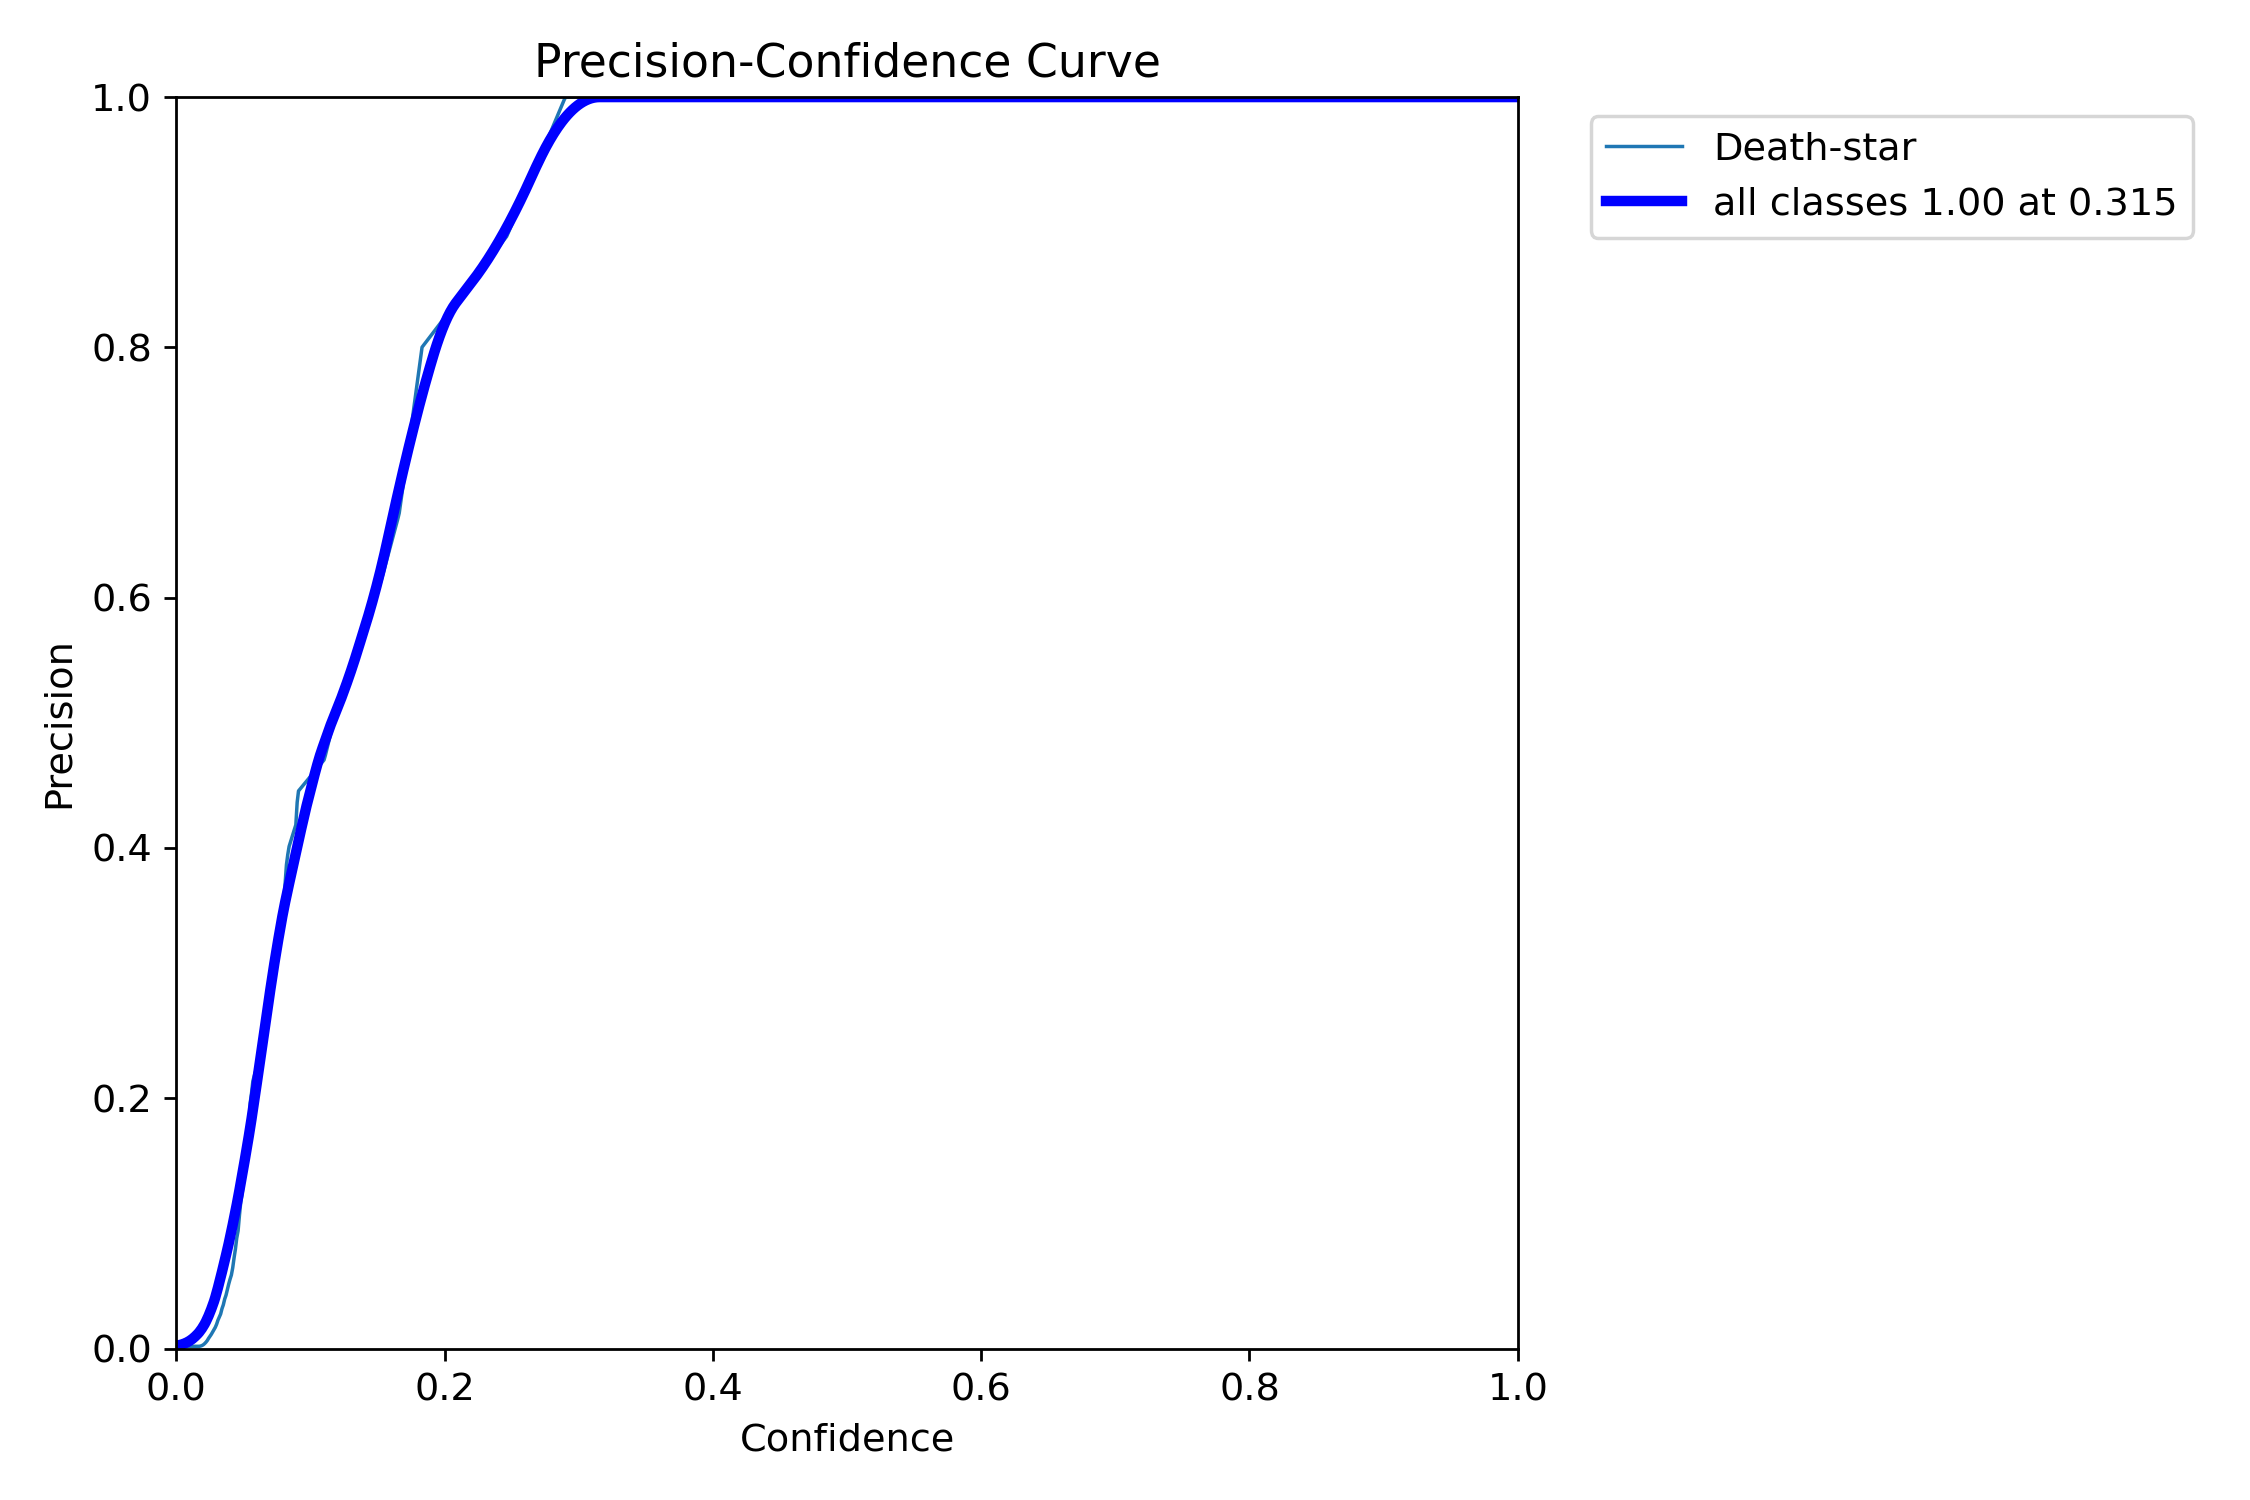 Precision-Confidence Curve
1.0
0.8
0.6
0.4
0.2
0.0
Precision
0.0 0.2 0.4 0.6 0.8 1.0
Confidence
Death-star
all classes 1.00 at 0.315